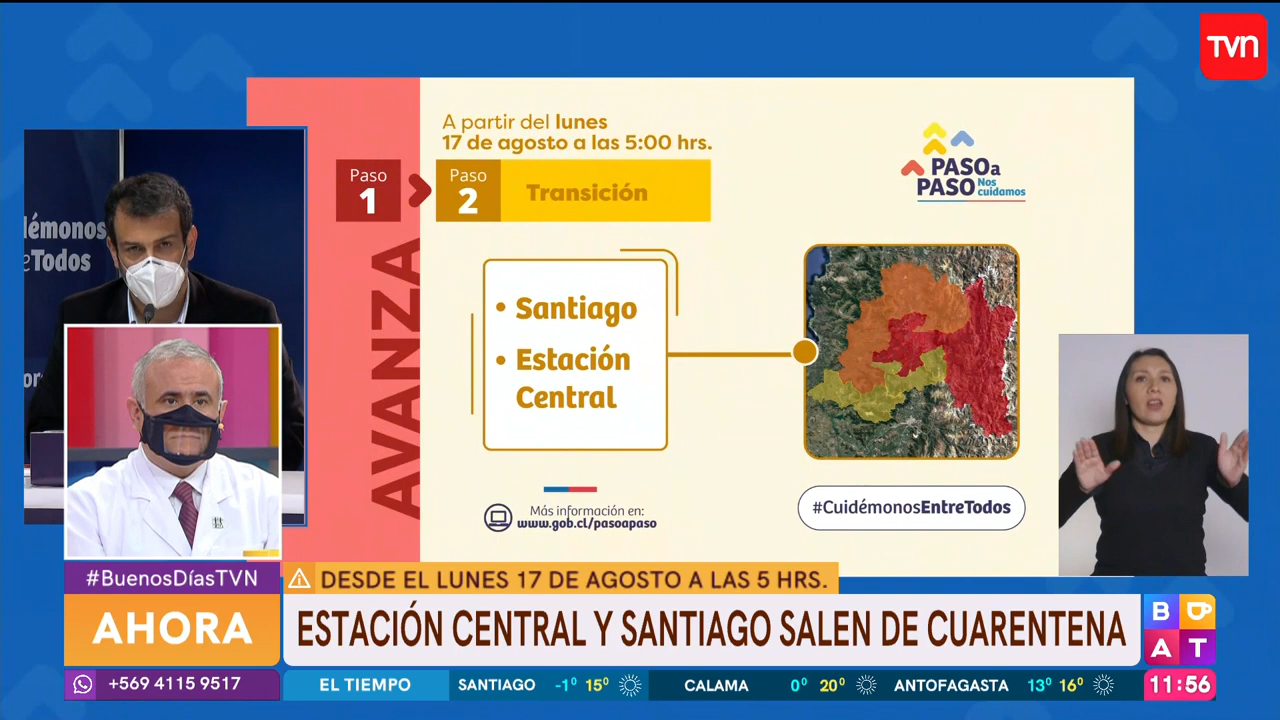 TVN
A partir del lunes
17 de agosto a las 5:00 hrs.
Paso
1
Paso
2
Transición
PASO a
PASO Nos
cuidamos
AVANZA
• Santiago
• Estación
Central
Más información en:
www.gob.cl/pasoapaso
#CuidémonosEntreTodos
démonos
eTodos
#BuenosDíasTVN
DESDE EL LUNES 17 DE AGOSTO A LAS 5 HRS.
AHORA
ESTACIÓN CENTRAL Y SANTIAGO SALEN DE CUARENTENA
B
A T
+569 4115 9517
EL TIEMPO
SANTIAGO -1° 15°
CALAMA 0° 20°
ANTOFAGASTA 13° 16°
11:56